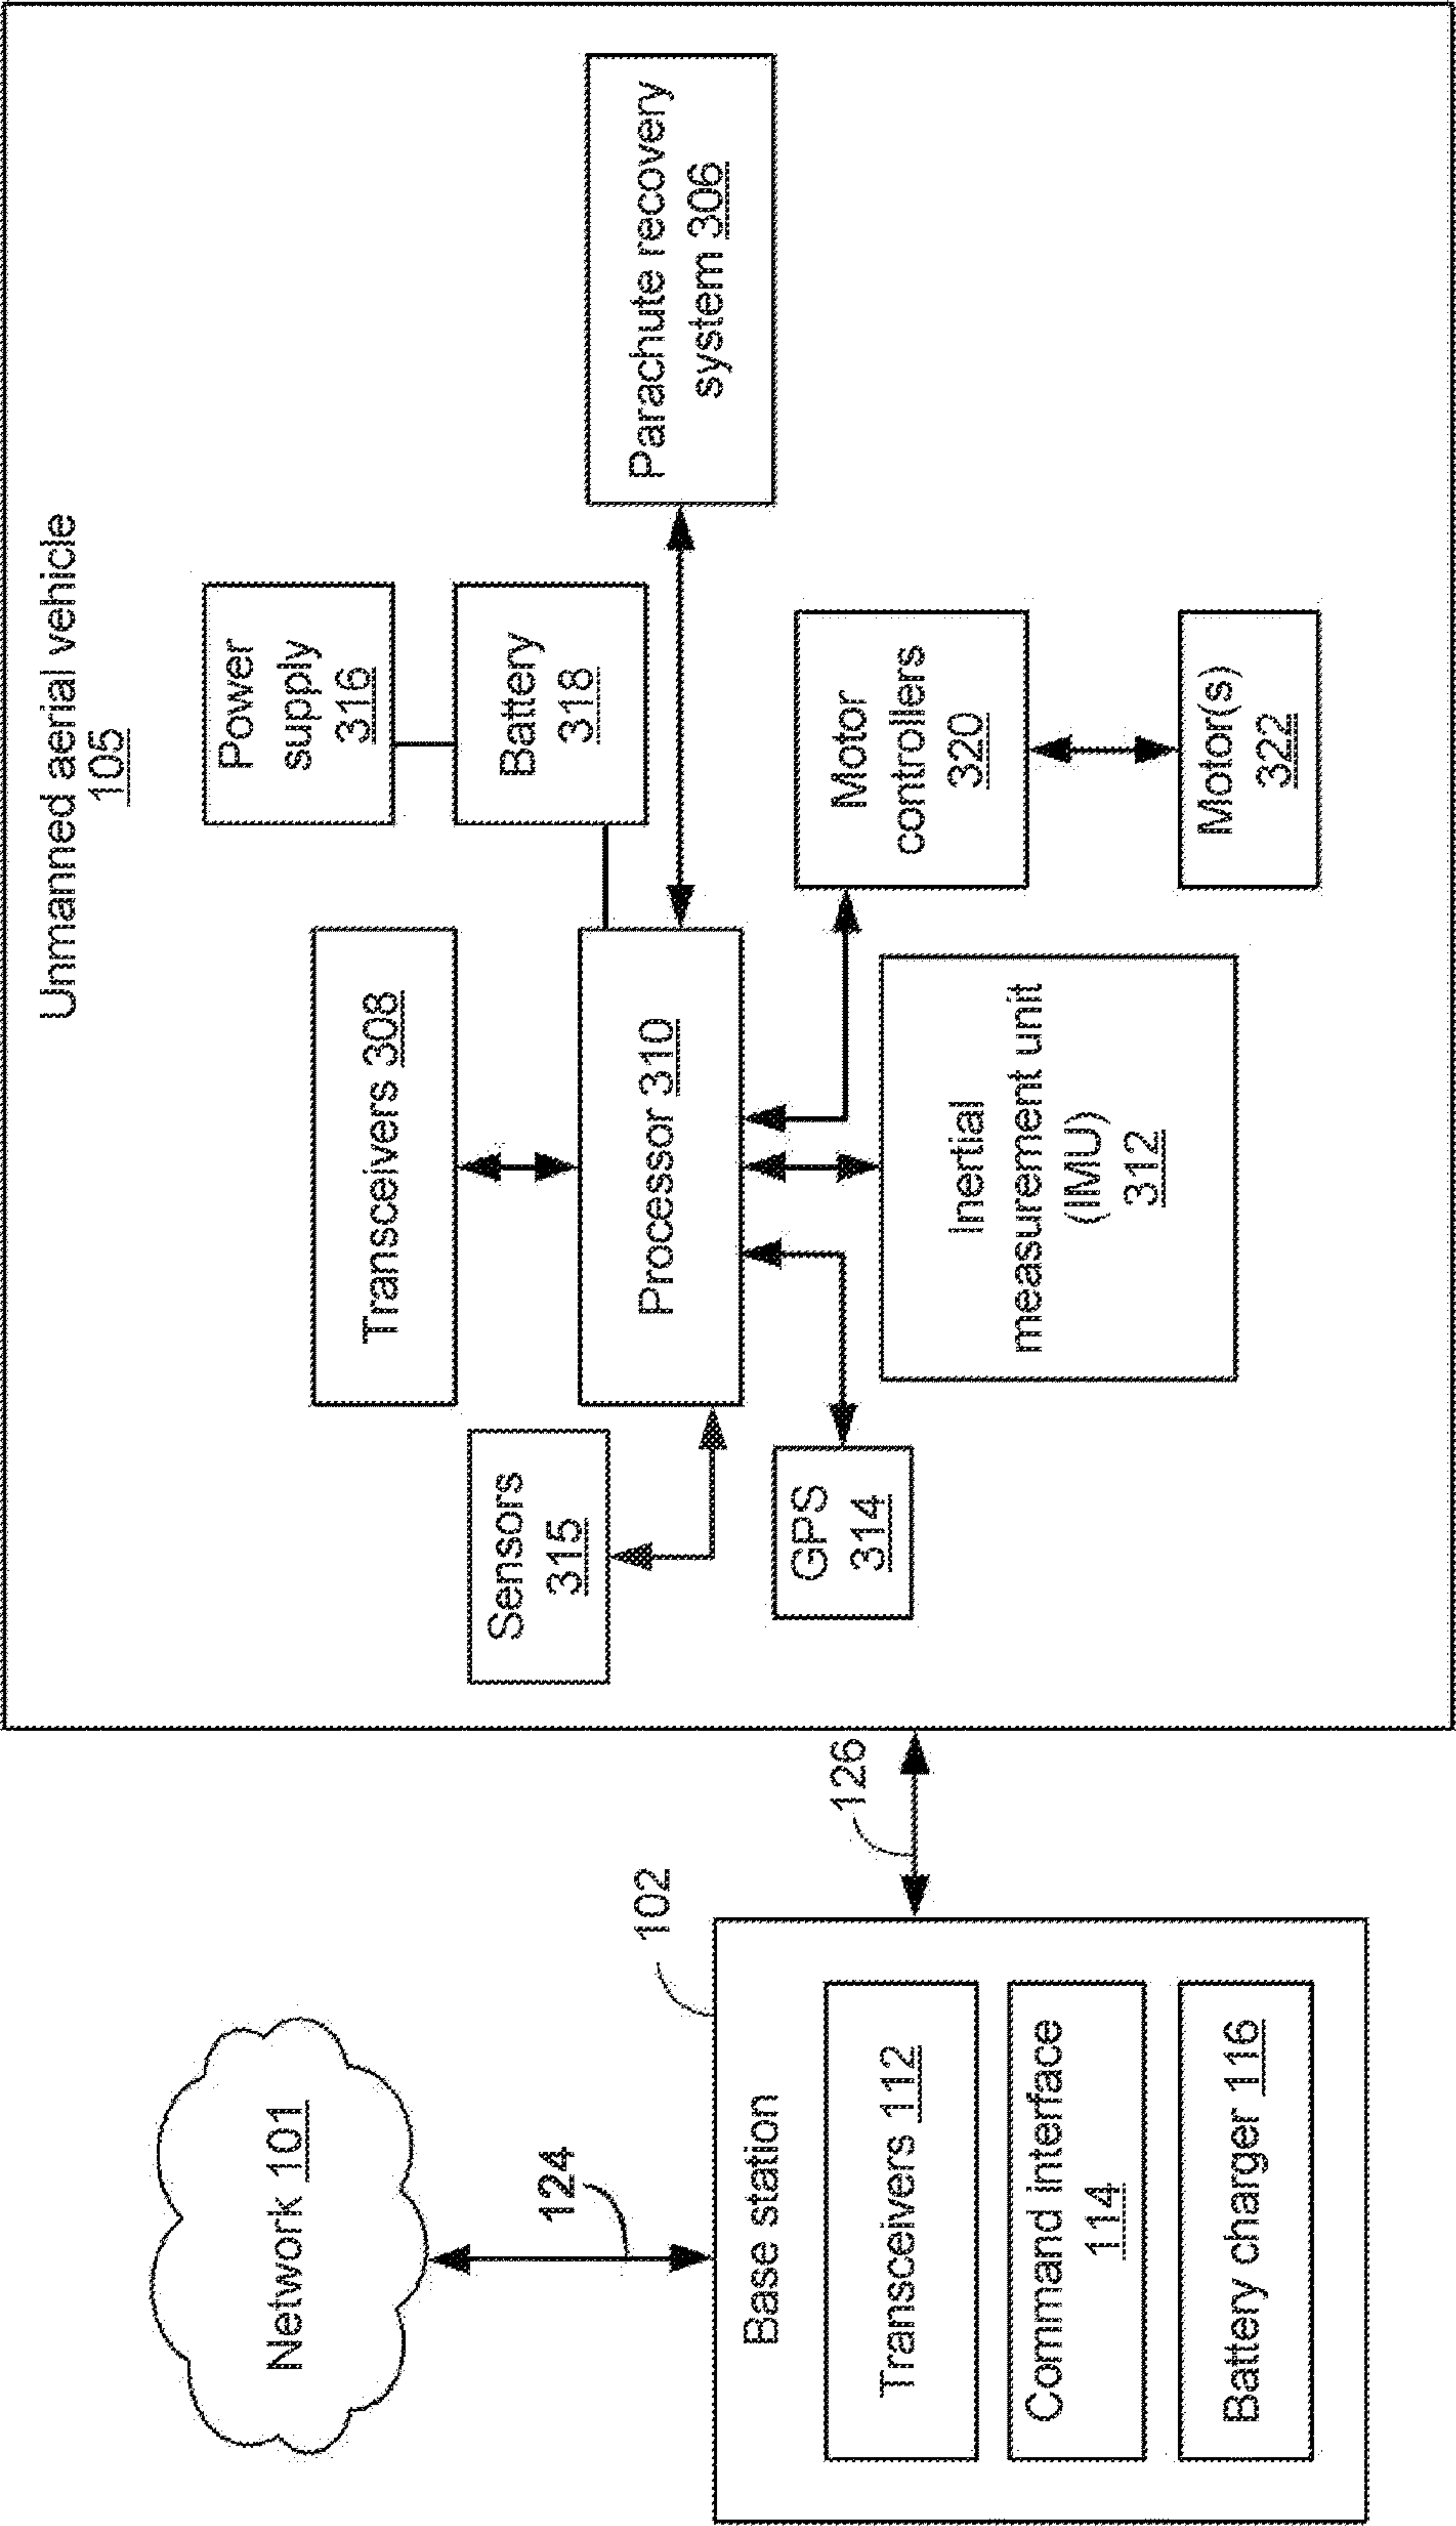 Network 101
124
102
Base station
Transceivers 112
Command interface
114
Battery charger 116
126
Unmanned aerial vehicle
105
Transceivers 308
Power
supply
316
Sensors
315
Processor 310
Battery
318
Parachute recovery
system 306
GPS
314
Inertial
measurement unit
(IMU)
312
Motor
controllers
320
Motor(s)
322